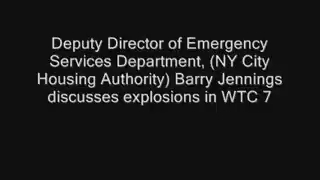 Deputy Director of Emergency
Services Department, (NY City
Housing Authority) Barry Jennings
discusses explosions in WTC 7